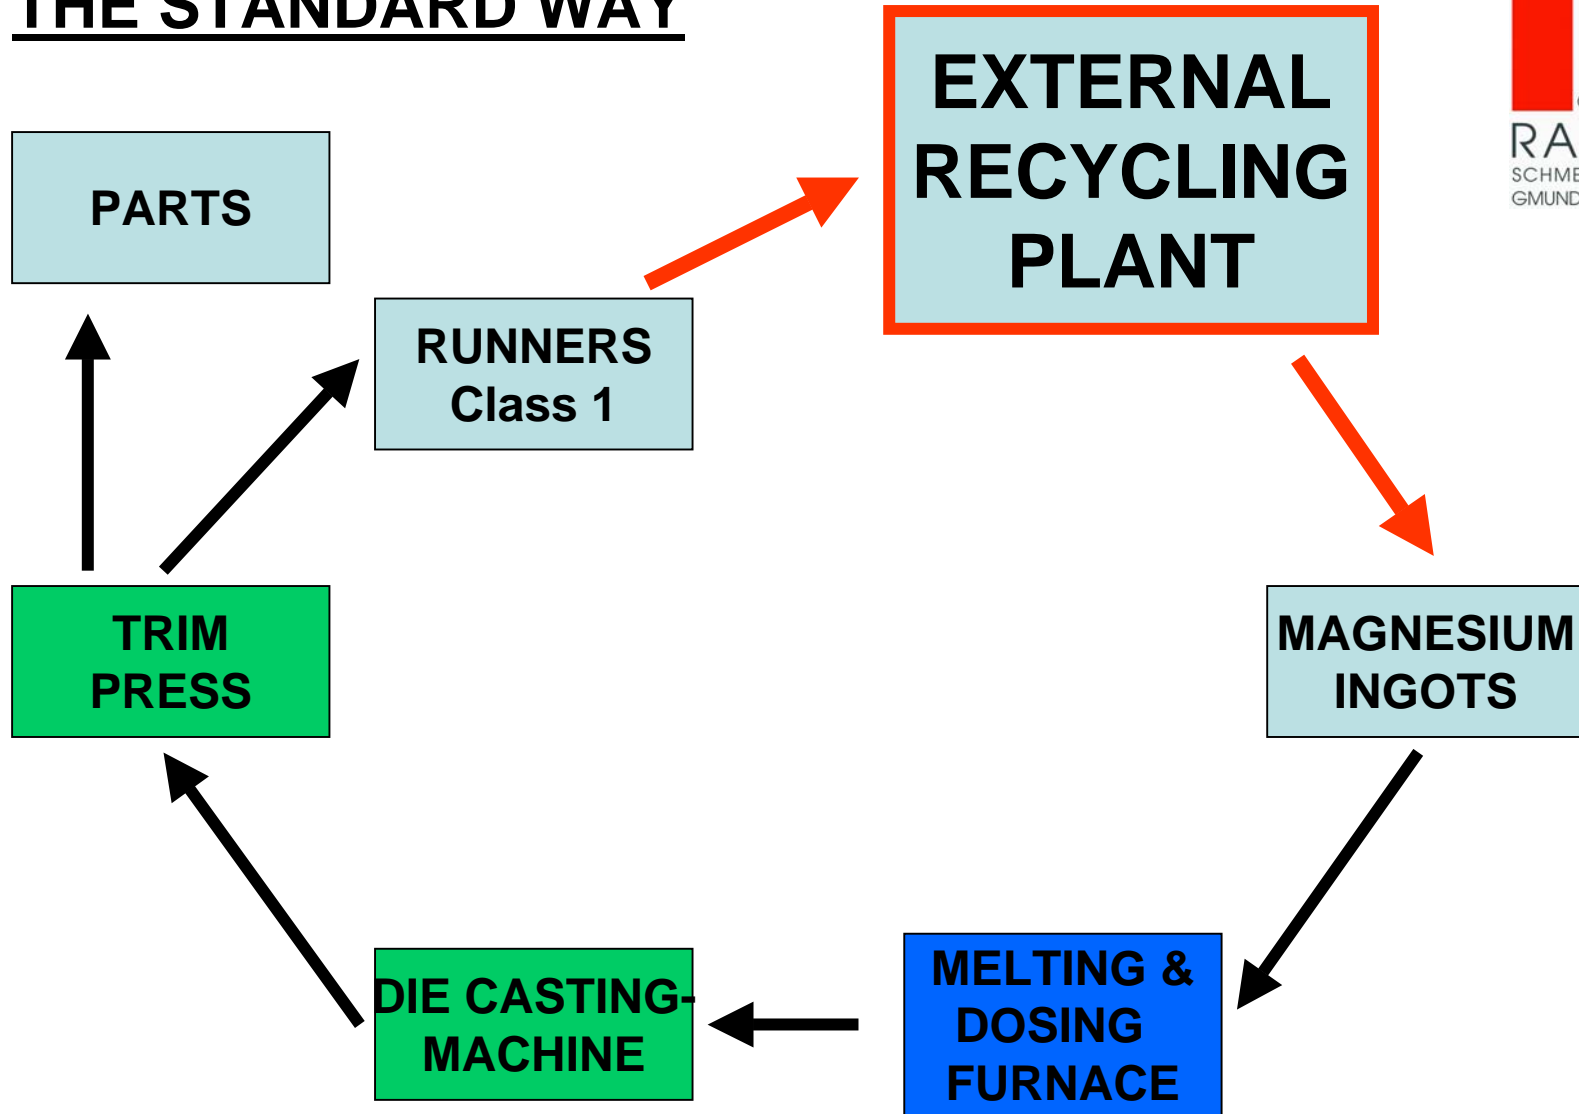 THE STANDARD WAY
EXTERNAL
RECYCLING
PLANT
PARTS
RUNNERS
Class 1
TRIM
PRESS
MAGNESIUM
INGOTS
DIE CASTING-
MACHINE
MELTING &
DOSING
FURNACE